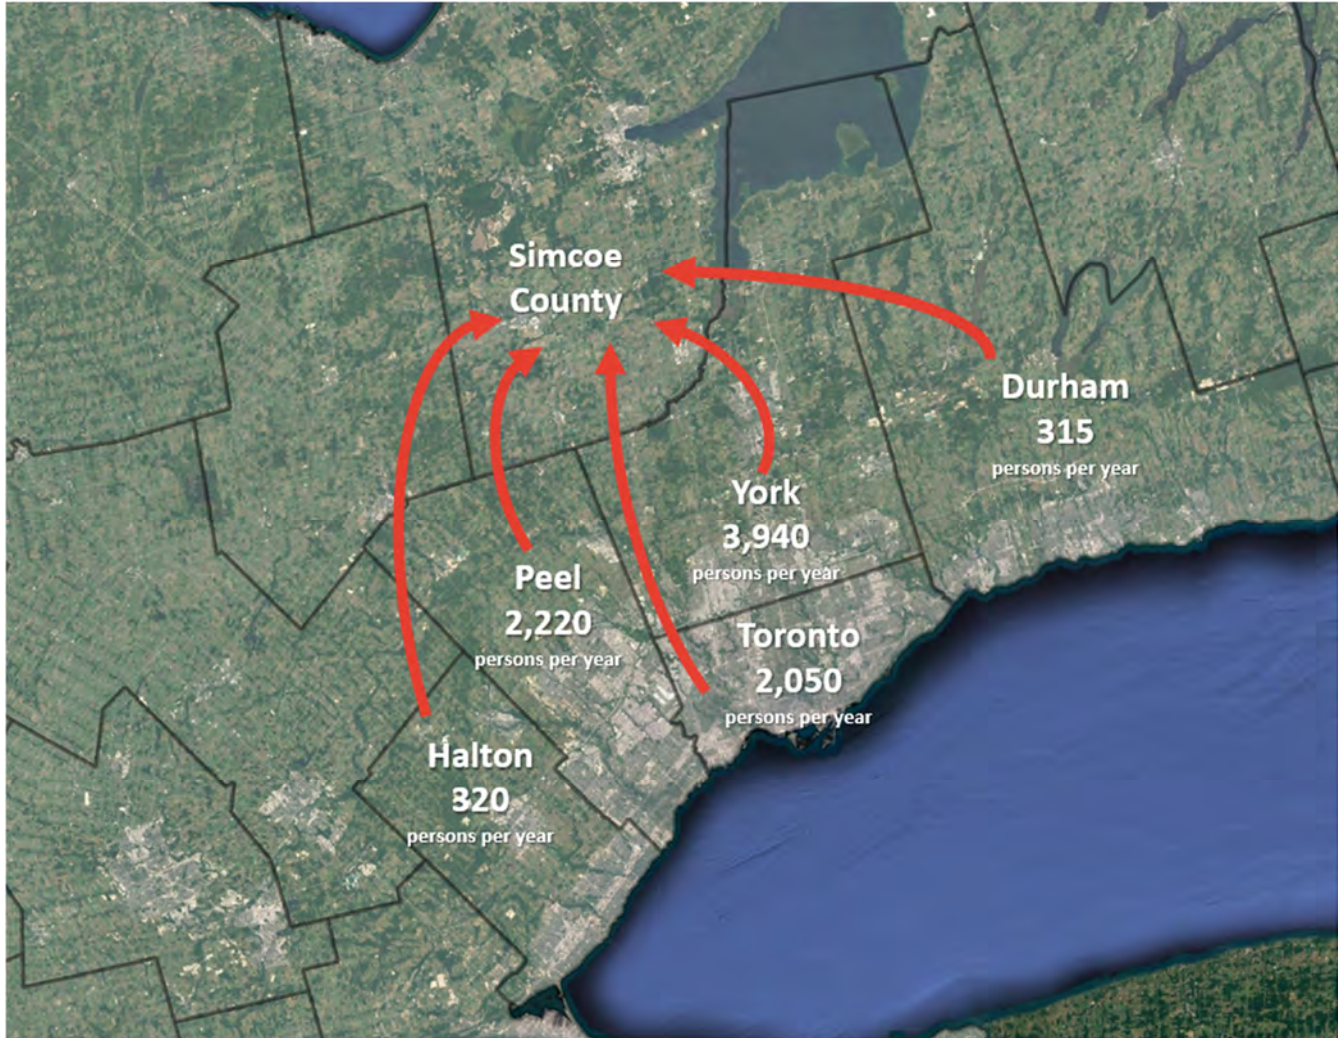 Simcoe
County
Durham
315
persons per year
York
3,940
persons per year
Peel
2,220
persons per year
Toronto
2,050
persons per year
Halton
320
persons per year